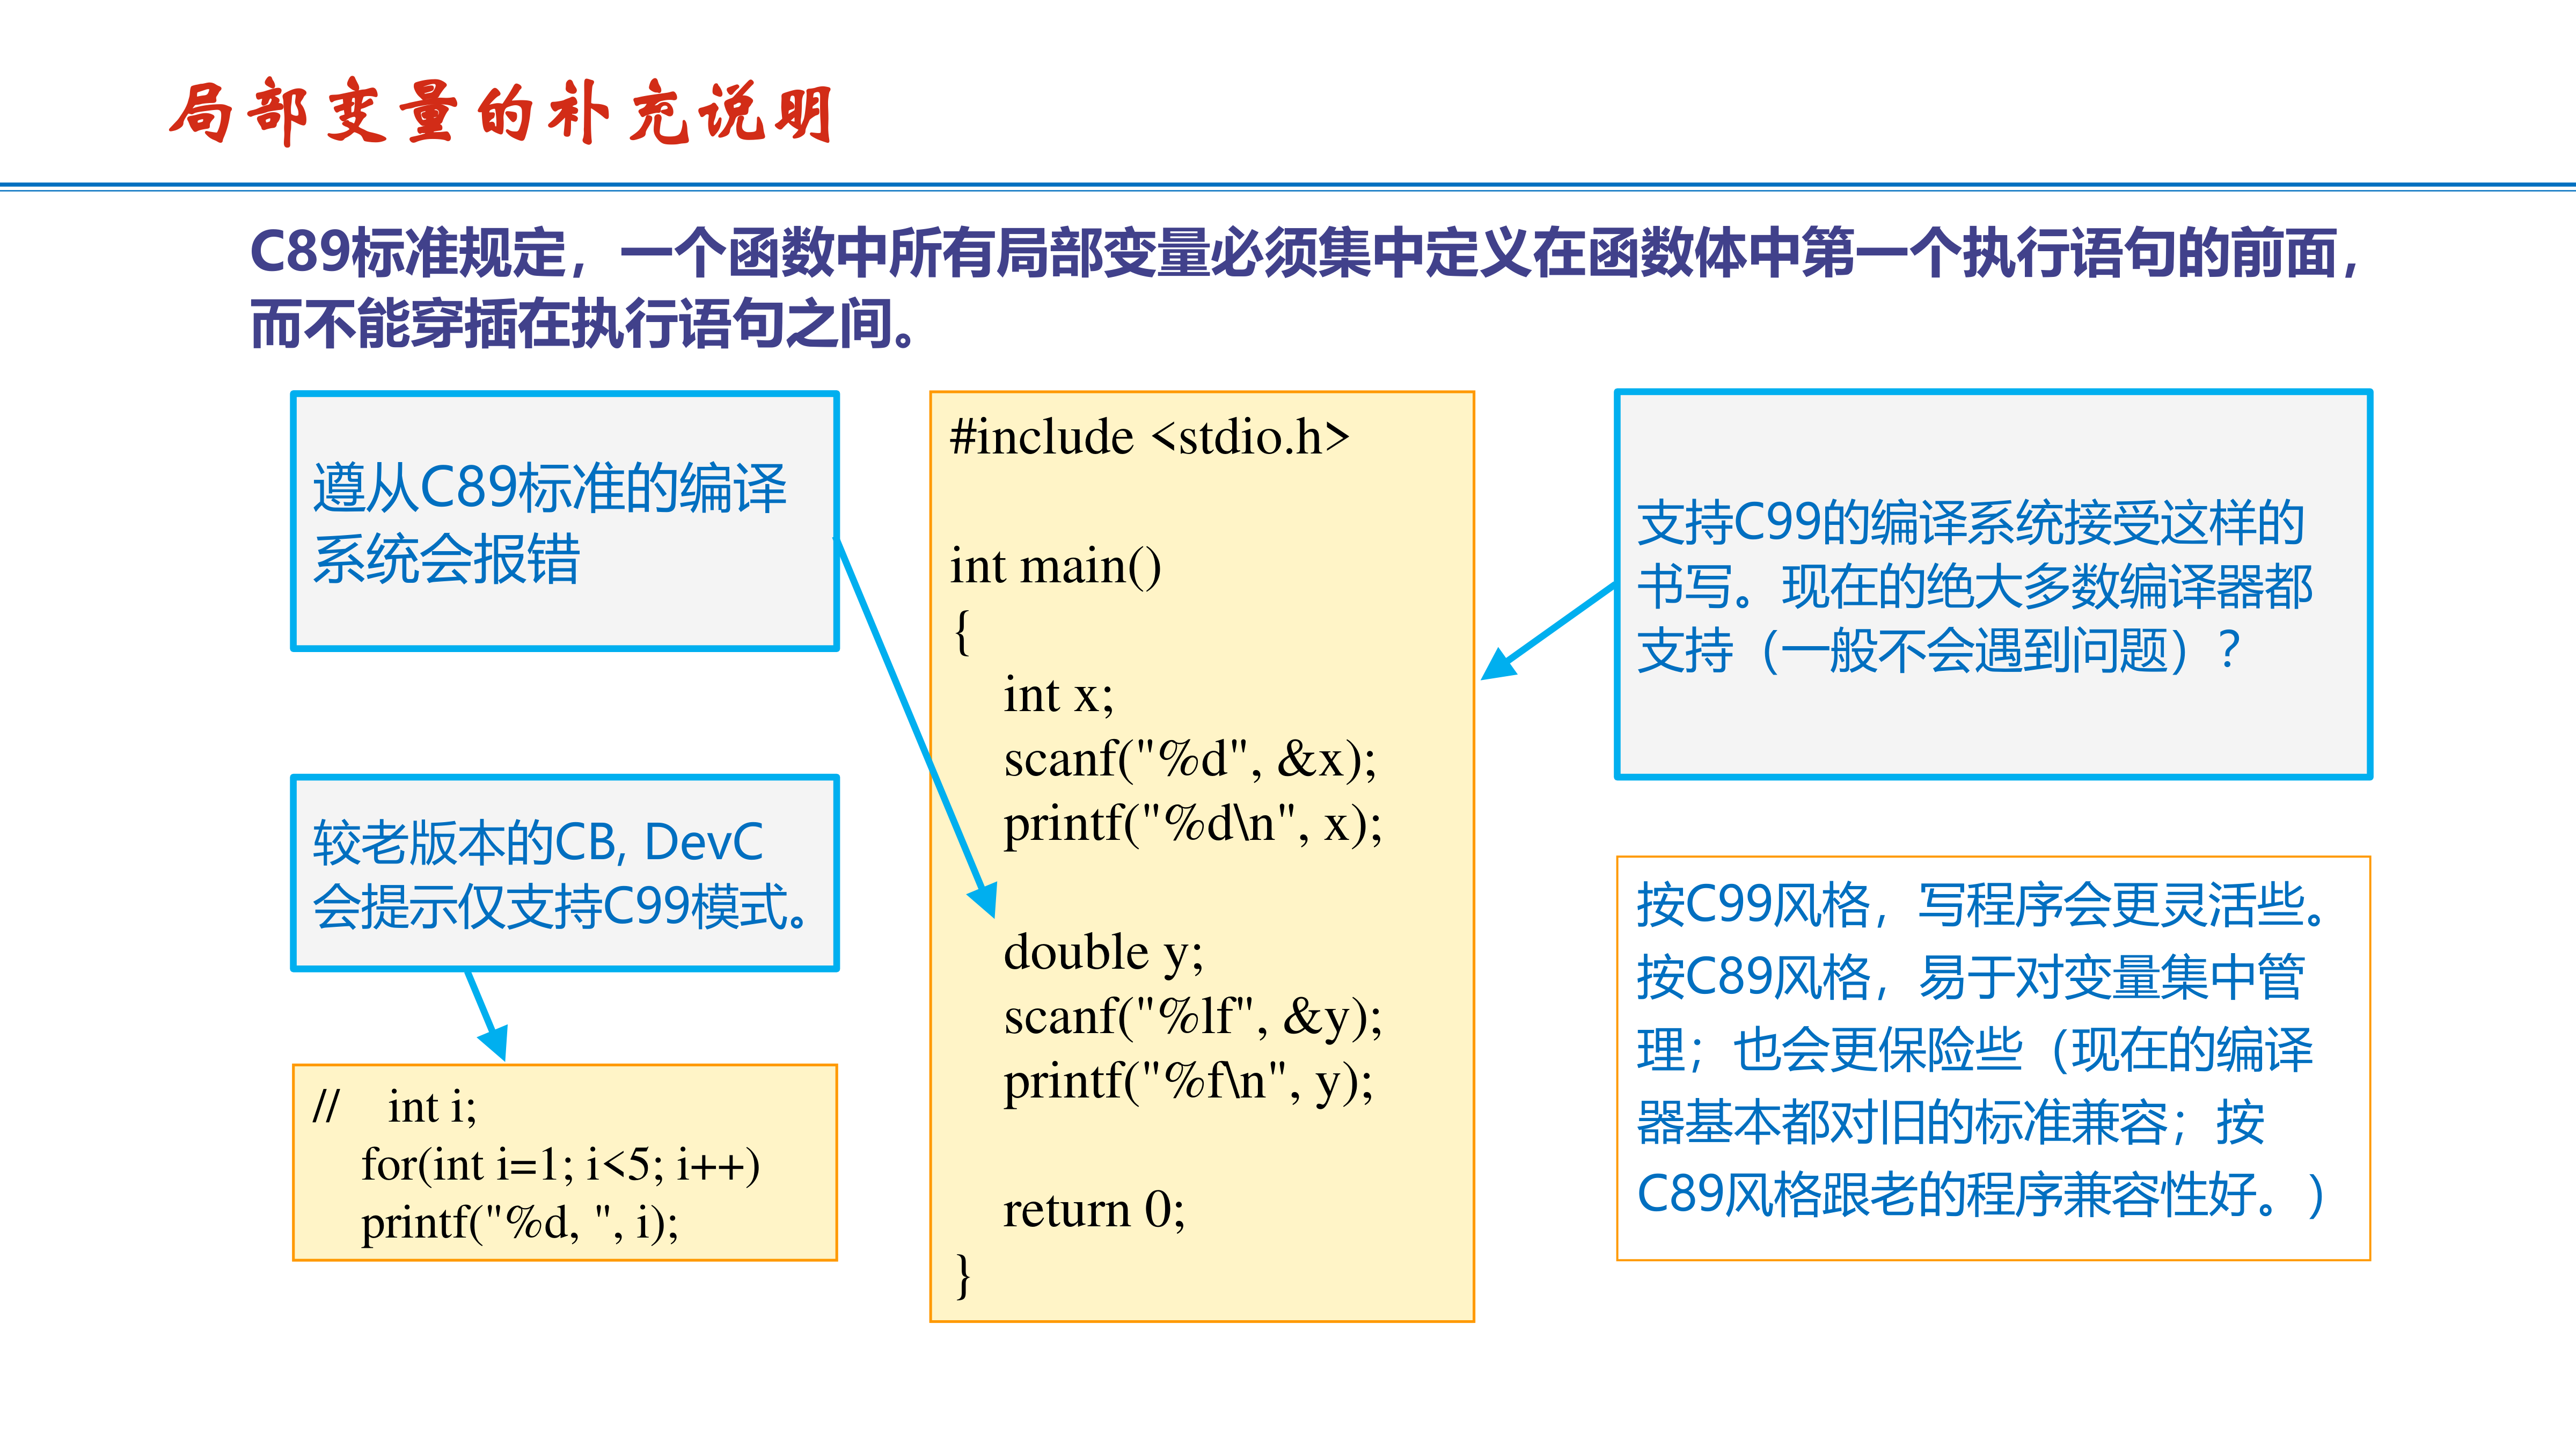 局部变量的补充说明
C89标准规定，一个函数中所有局部变量必须集中定义在函数体中第一个执行语句的前面，
而不能穿插在执行语句之间。
遵从C89标准的编译
系统会报错
较老版本的CB, DevC
会提示仅支持C99模式。
//    int i;
    for(int i=1; i<5; i++)
    printf("%d, ", i);
#include <stdio.h>
int main()
{
    int x;
    scanf("%d", &x);
    printf("%d\n", x);
    double y;
    scanf("%lf", &y);
    printf("%f\n", y);
    return 0;
}
支持C99的编译系统接受这样的
书写。现在的绝大多数编译器都
支持（一般不会遇到问题）？
按C99风格，写程序会更灵活些。
按C89风格，易于对变量集中管
理；也会更保险些（现在的编译
器基本都对旧的标准兼容；按
C89风格跟老的程序兼容性好。）